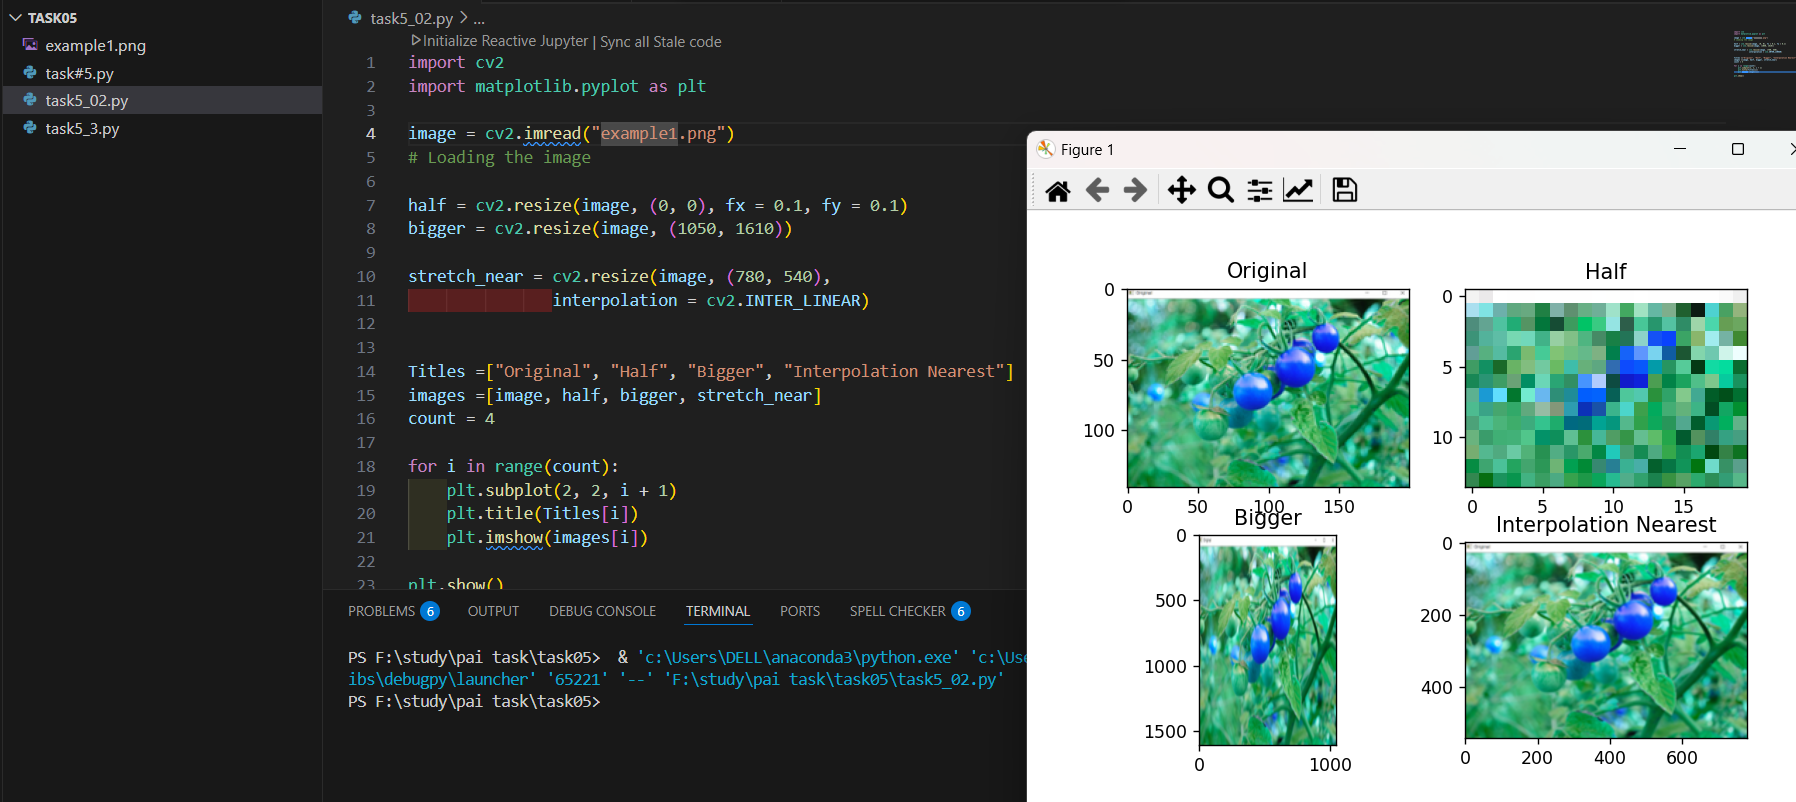 TASK05
example1.png
task#5.py
task5_02.py
task5_3.py
task5_02.py > ...
Initialize Reactive Jupyter | Sync all Stale code
1 import cv2
2 import matplotlib.pyplot as plt
3
4 image = cv2.imread("example1.png")
5 # Loading the image
6
7 half = cv2.resize(image, (0, 0), fx = 0.1, fy = 0.1)
8 bigger = cv2.resize(image, (1050, 1610))
9
10 stretch_near = cv2.resize(image, (780, 540),
11 interpolation = cv2.INTER_LINEAR)
12
13
14 Titles =["Original", "Half", "Bigger", "Interpolation Nearest"]
15 images =[image, half, bigger, stretch_near]
16 count = 4
17
18 for i in range(count):
19 plt.subplot(2, 2, i + 1)
20 plt.title(Titles[i])
21 plt.imshow(images[i])
22
23 plt.show()
PROBLEMS 6 OUTPUT DEBUG CONSOLE TERMINAL PORTS SPELL CHECKER 6
PS F:\study\pai task\task05> & 'c:\Users\DELL\anaconda3\python.exe' 'c:\Use
ibs\debugpy\launcher' '65221' '--' 'F:\study\pai task\task05\task5_02.py'
PS F:\study\pai task\task05>
Figure 1
Original
0
50
100
0 50 100 150
Half
0
5
10
0 5 10 15
Bigger
0
500
1000
1500
0 1000
Interpolation Nearest
0
200
400
0 200 400 600